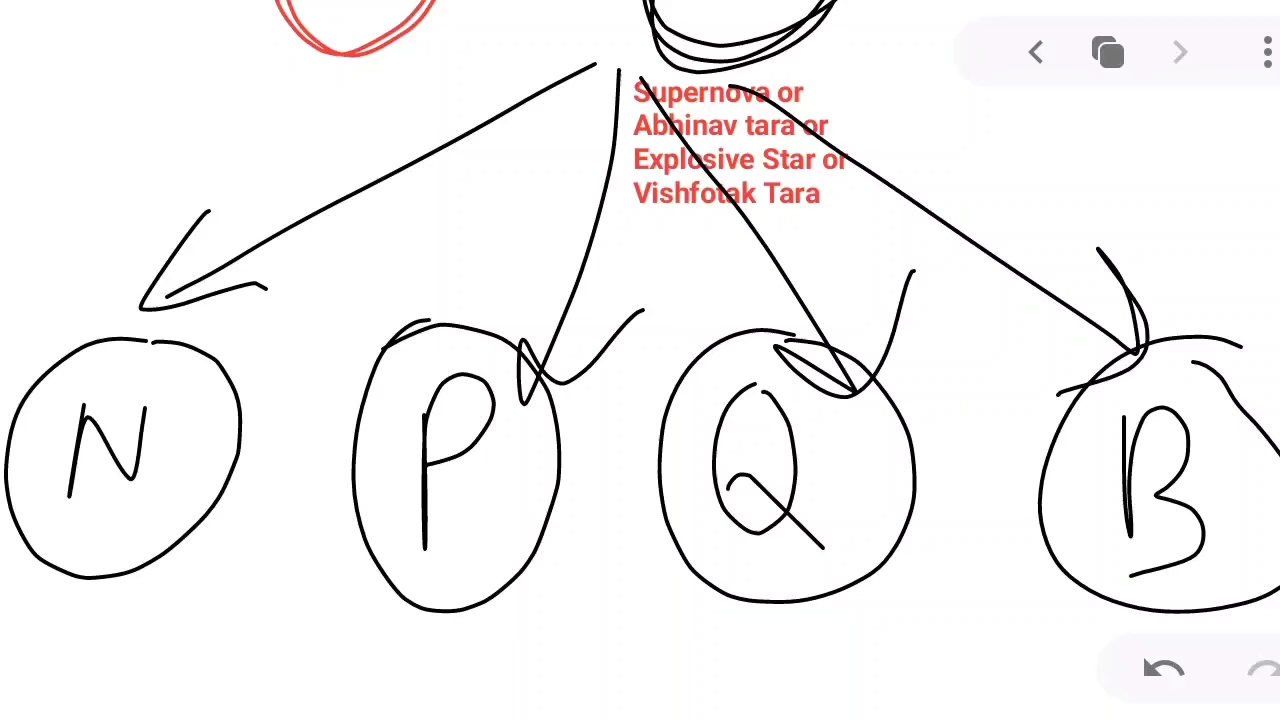 Supernova or
Abhinav tara or
Explosive Star or
Vishfotak Tara
N P Q B